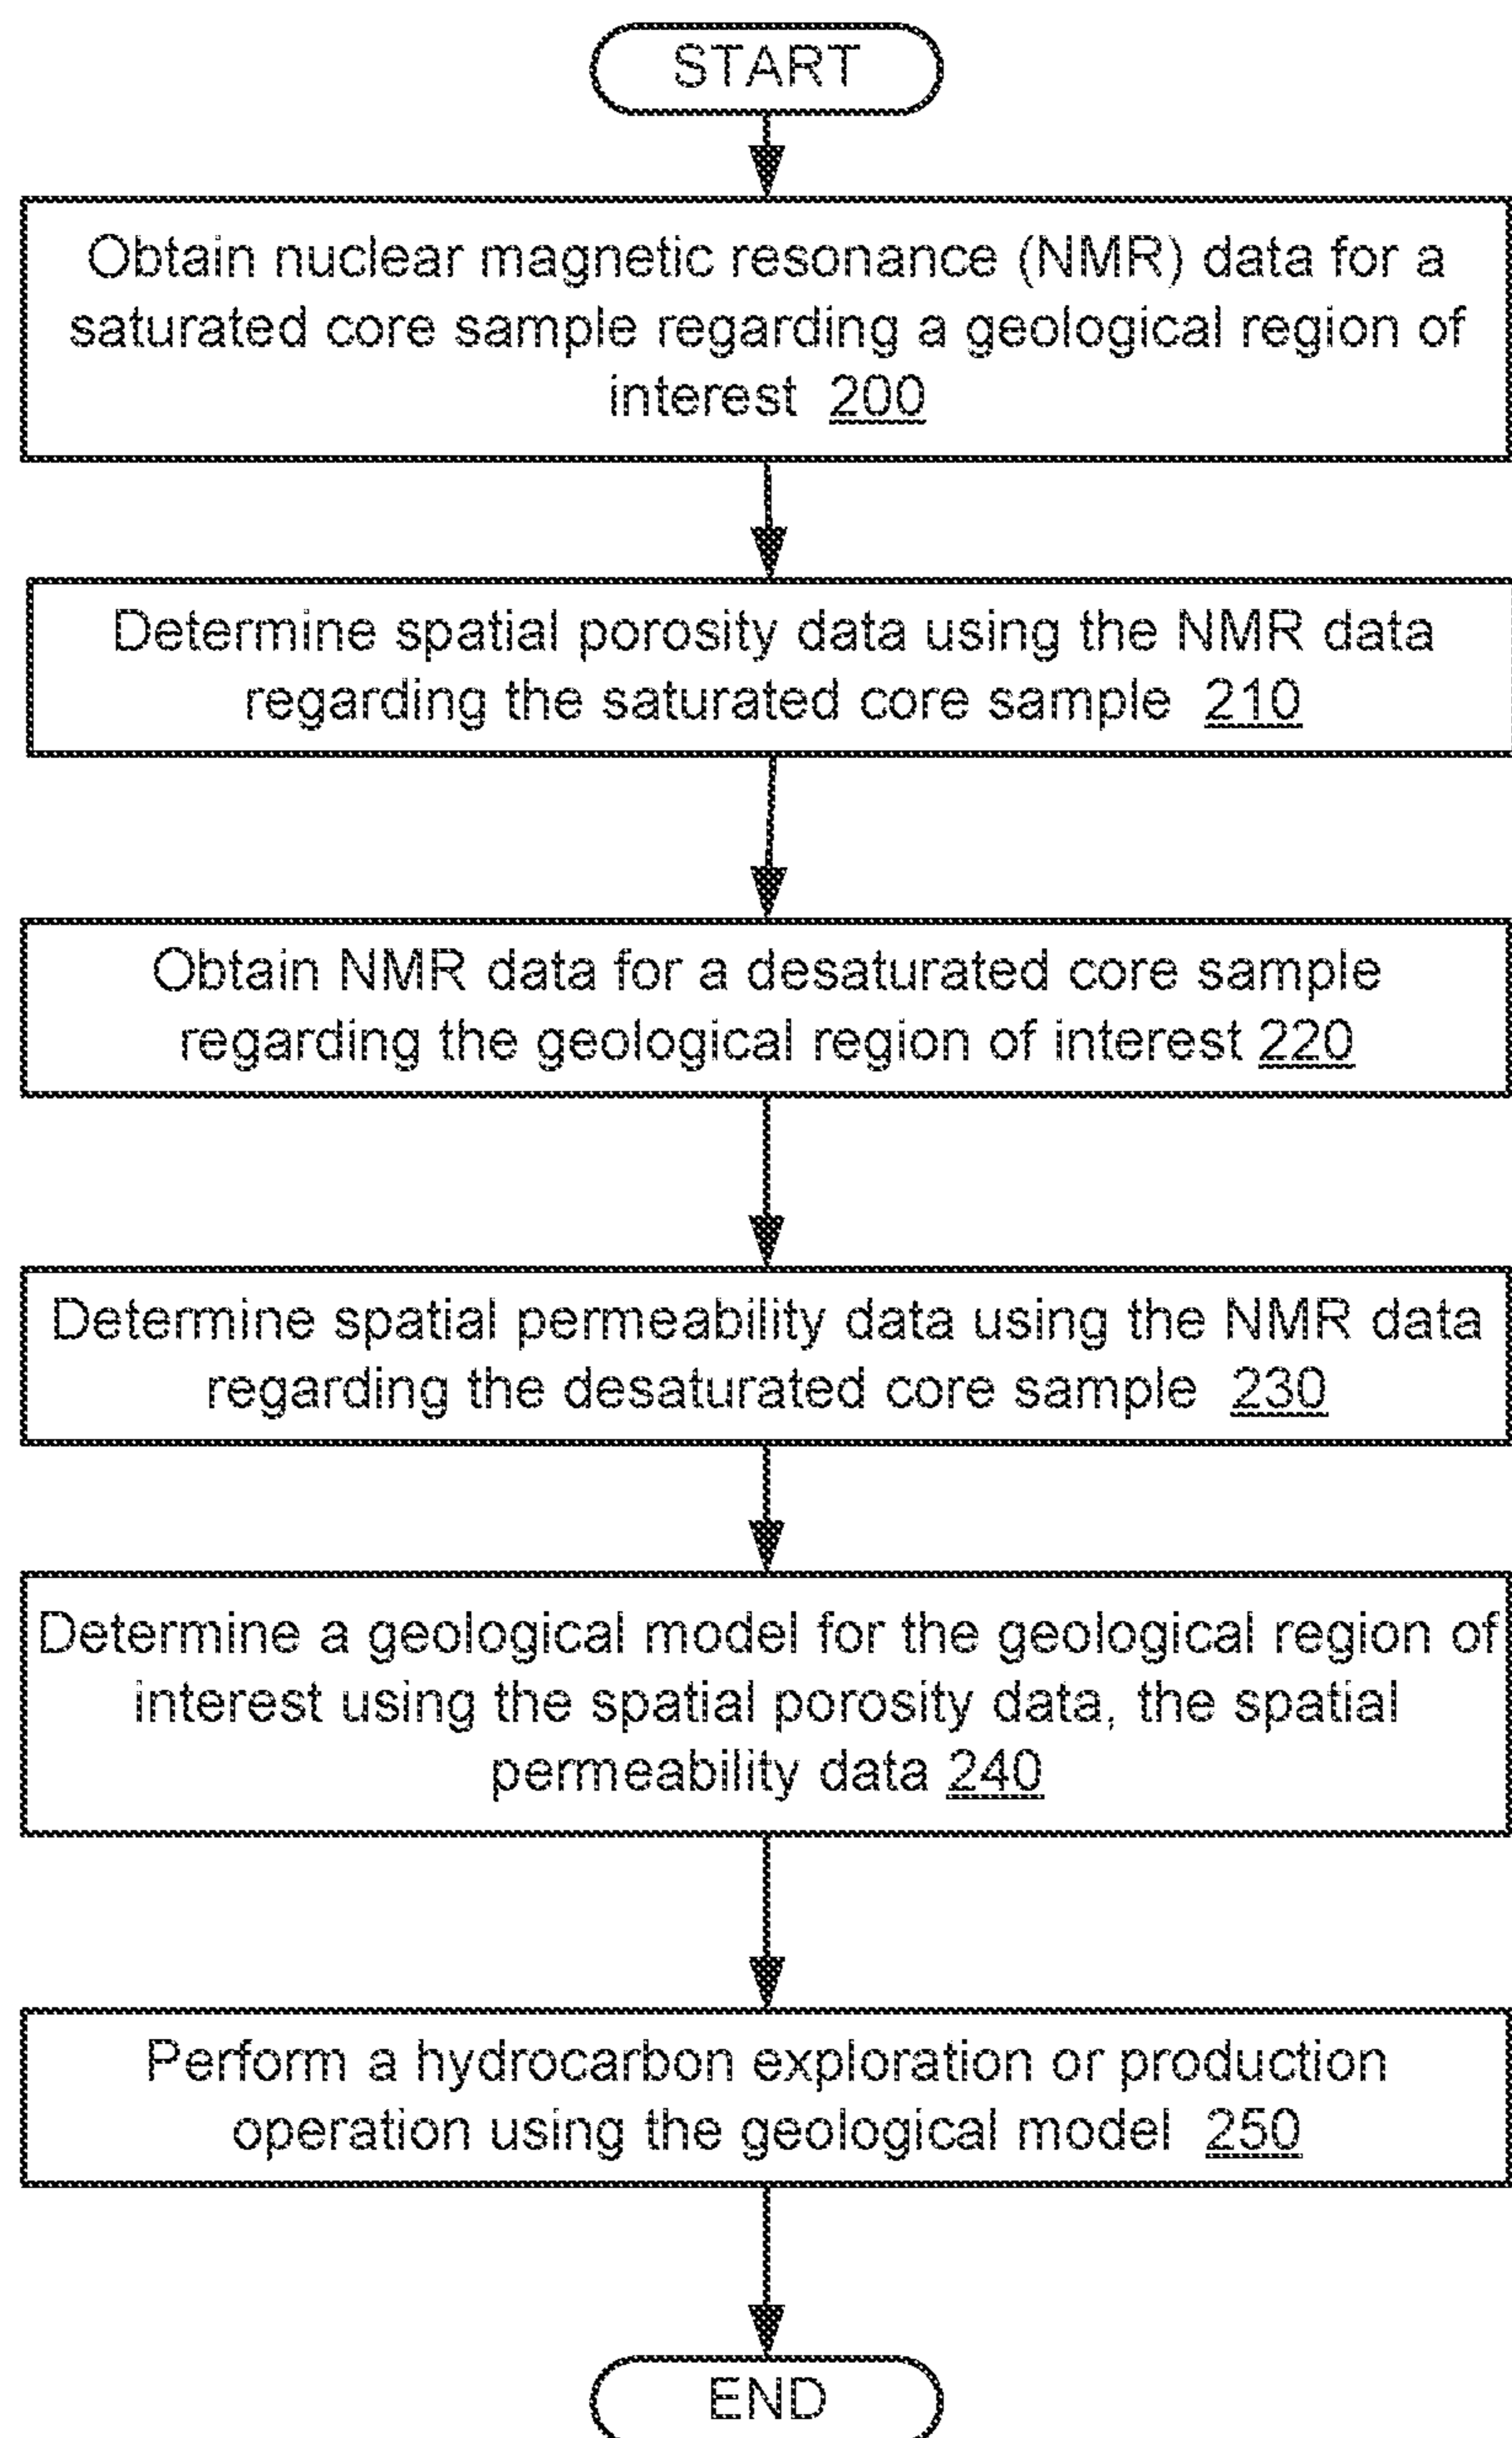 START
Obtain nuclear magnetic resonance (NMR) data for a
saturated core sample regarding a geological region of
interest 200
Determine spatial porosity data using the NMR data
regarding the saturated core sample 210
Obtain NMR data for a desaturated core sample
regarding the geological region of interest 220
Determine spatial permeability data using the NMR data
regarding the desaturated core sample 230
Determine a geological model for the geological region of
interest using the spatial porosity data, the spatial
permeability data 240
Perform a hydrocarbon exploration or production
operation using the geological model 250
END